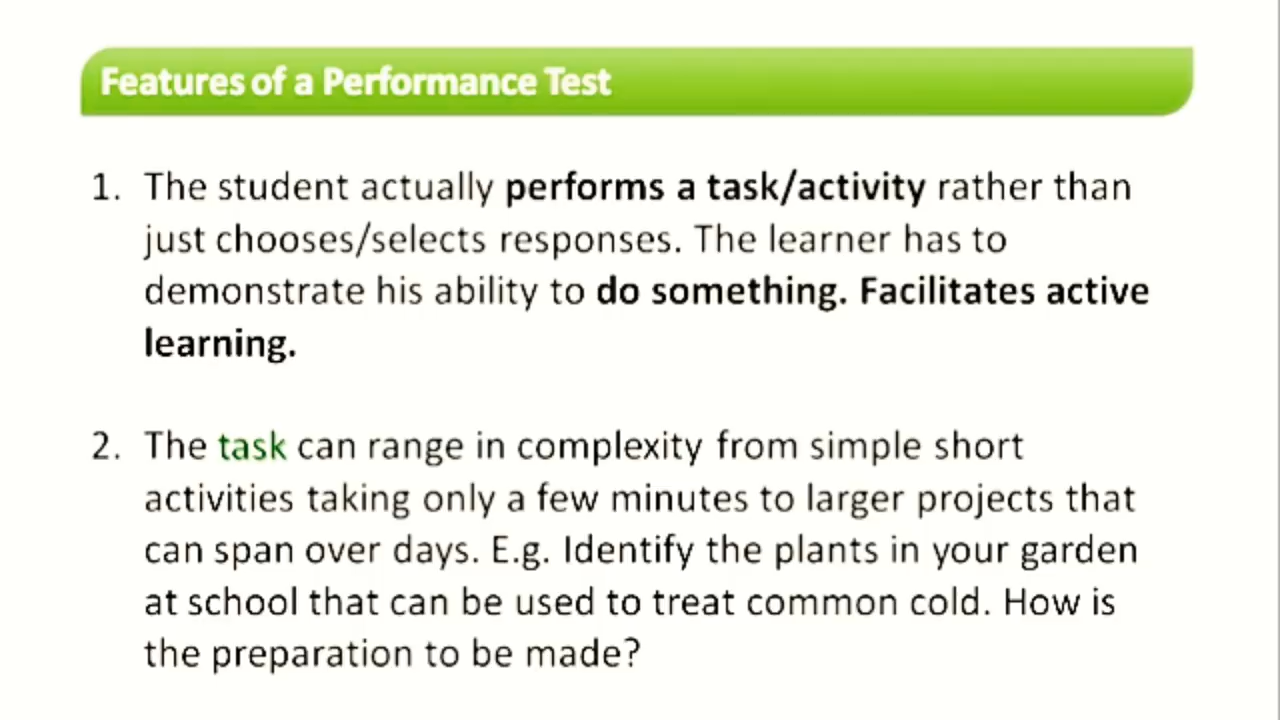 Features of a Performance Test
1. The student actually performs a task/activity rather than
just chooses/selects responses. The learner has to
demonstrate his ability to do something. Facilitates active
learning.
2. The task can range in complexity from simple short
activities taking only a few minutes to larger projects that
can span over days. E.g. Identify the plants in your garden
at school that can be used to treat common cold. How is
the preparation to be made?